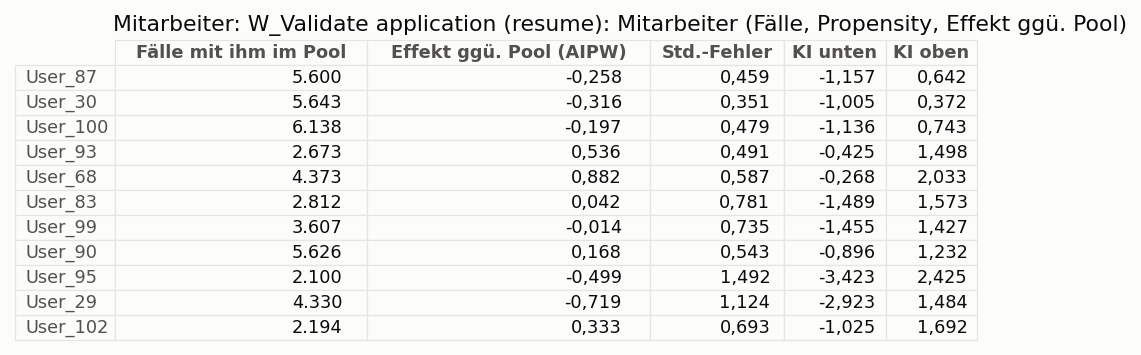 Mitarbeiter: W_Validate application (resume): Mitarbeiter (Fälle, Propensity, Effekt ggü. Pool)
Fälle mit ihm im Pool Effekt ggü. Pool (AIPW) Std.-Fehler KI unten KI oben
User_87 5.600 -0,258 0,459 -1,157 0,642
User_30 5.643 -0,316 0,351 -1,005 0,372
User_100 6.138 -0,197 0,479 -1,136 0,743
User_93 2.673 0,536 0,491 -0,425 1,498
User_68 4.373 0,882 0,587 -0,268 2,033
User_83 2.812 0,042 0,781 -1,489 1,573
User_99 3.607 -0,014 0,735 -1,455 1,427
User_90 5.626 0,168 0,543 -0,896 1,232
User_95 2.100 -0,499 1,492 -3,423 2,425
User_29 4.330 -0,719 1,124 -2,923 1,484
User_102 2.194 0,333 0,693 -1,025 1,692